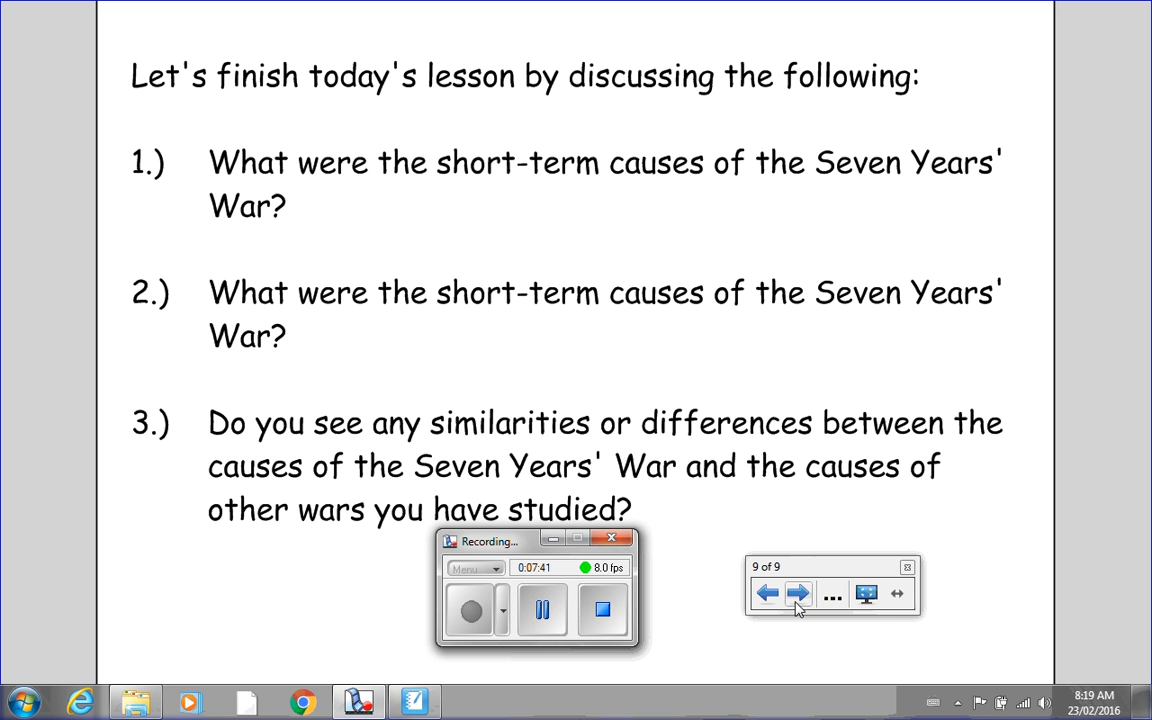 Let's finish today's lesson by discussing the following:
1.) What were the short-term causes of the Seven Years'
War?
2.) What were the short-term causes of the Seven Years'
War?
3.) Do you see any similarities or differences between the
causes of the Seven Years' War and the causes of
other wars you have studied?
Recording...
Menu 0:07:41 8.0 fps
9 of 9
...
8:19 AM
23/02/2016